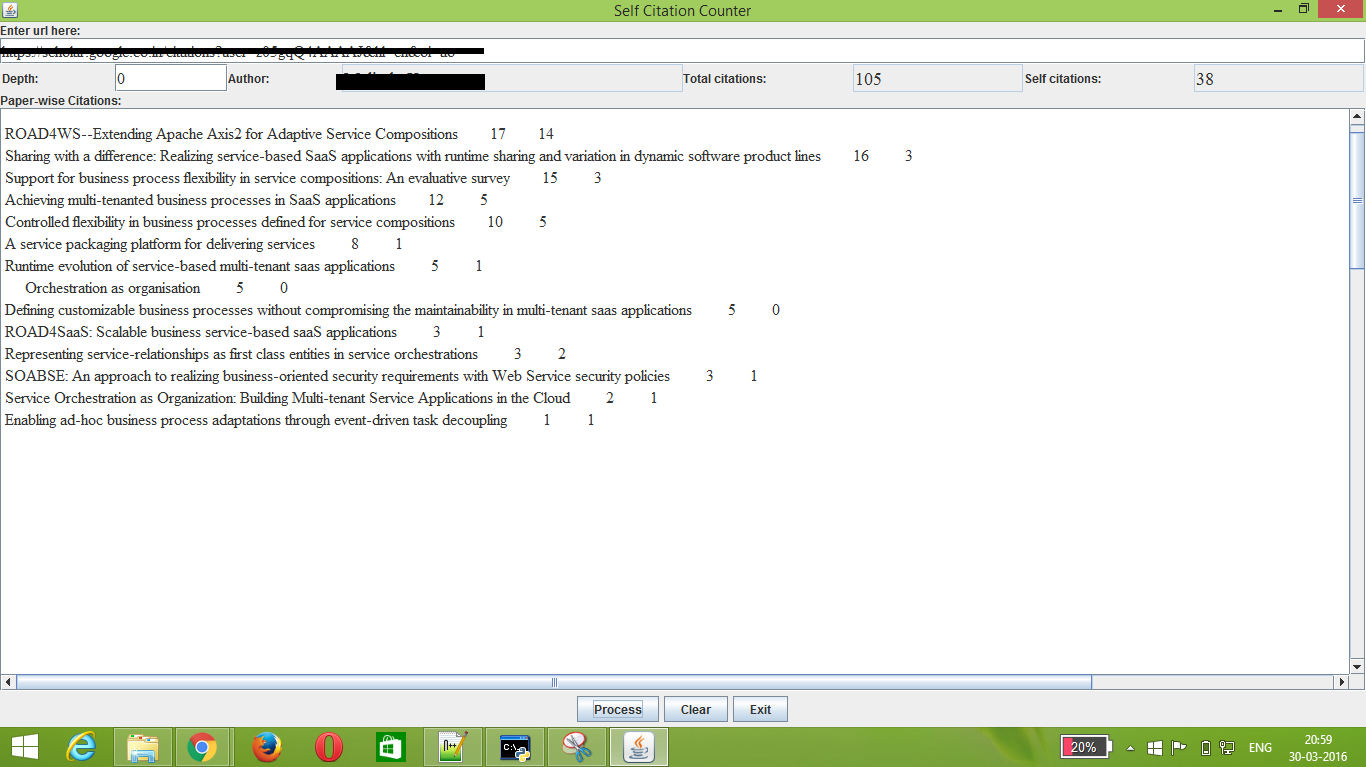 Self Citation Counter
Enter url here:
Depth: 0 Author: Total citations: 105 Self citations: 38
Paper-wise Citations:
ROAD4WS--Extending Apache Axis2 for Adaptive Service Compositions 17 14
Sharing with a difference: Realizing service-based SaaS applications with runtime sharing and variation in dynamic software product lines 16 3
Support for business process flexibility in service compositions: An evaluative survey 15 3
Achieving multi-tenanted business processes in SaaS applications 12 5
Controlled flexibility in business processes defined for service compositions 10 5
A service packaging platform for delivering services 8 1
Runtime evolution of service-based multi-tenant saas applications 5 1
Orchestration as organisation 5 0
Defining customizable business processes without compromising the maintainability in multi-tenant saas applications 5 0
ROAD4SaaS: Scalable business service-based saaS applications 3 1
Representing service-relationships as first class entities in service orchestrations 3 2
SOABSE: An approach to realizing business-oriented security requirements with Web Service security policies 3 1
Service Orchestration as Organization: Building Multi-tenant Service Applications in the Cloud 2 1
Enabling ad-hoc business process adaptations through event-driven task decoupling 1 1
Process Clear Exit
20% ENG 20:59
30-03-2016